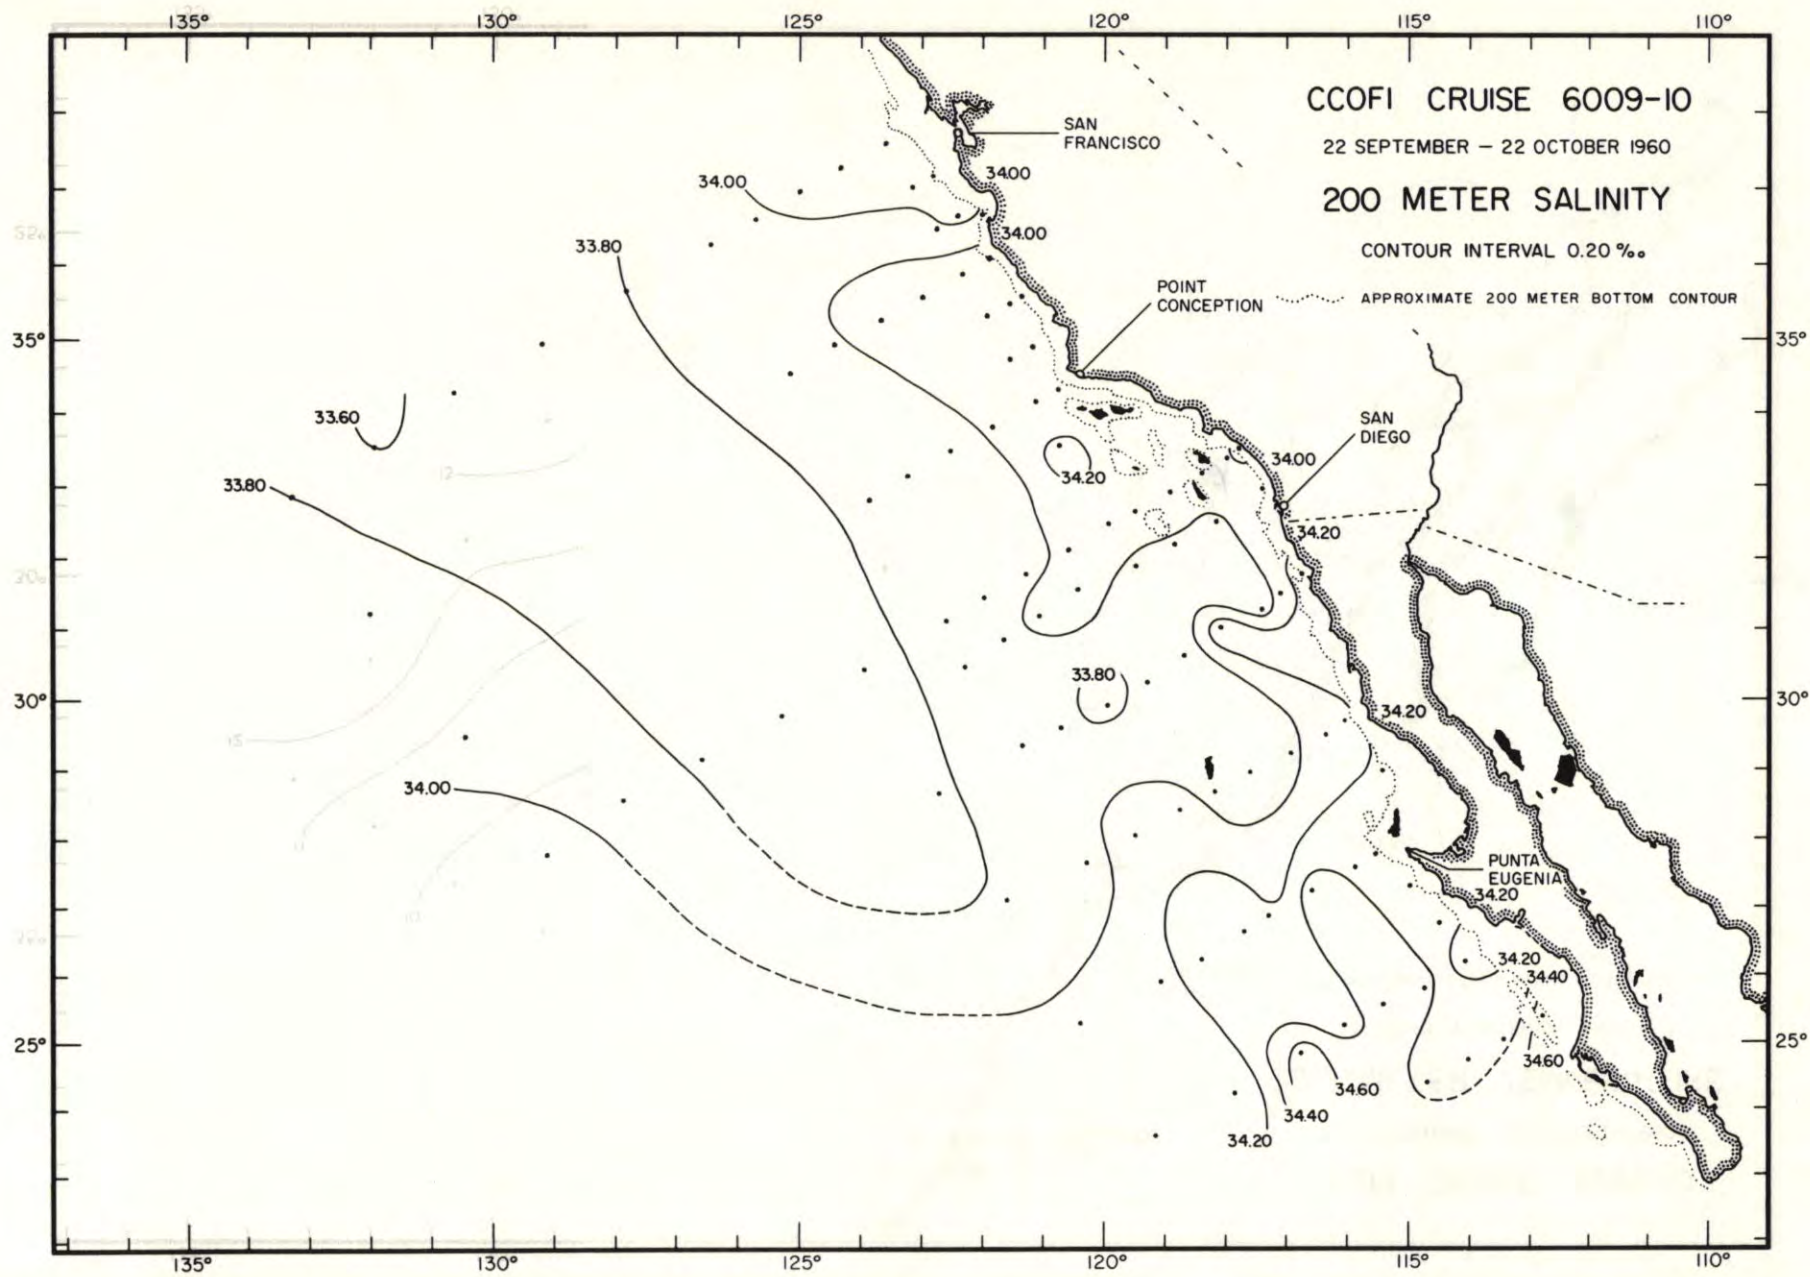 135° 130° 125° 120° 115° 110°
CCOFI CRUISE 6009-10
22 SEPTEMBER – 22 OCTOBER 1960
200 METER SALINITY
CONTOUR INTERVAL 0.20 ‰
APPROXIMATE 200 METER BOTTOM CONTOUR
SAN
FRANCISCO
34.00
34.00
34.00
33.80
POINT
CONCEPTION
35°
35°
33.60
SAN
DIEGO
34.00
34.20
33.80
34.20
33.80
30°
30°
34.20
34.00
PUNTA
EUGENIA
34.20
34.20
34.40
25°
25°
34.60
34.60
34.40
34.20
135° 130° 125° 120° 115° 110°